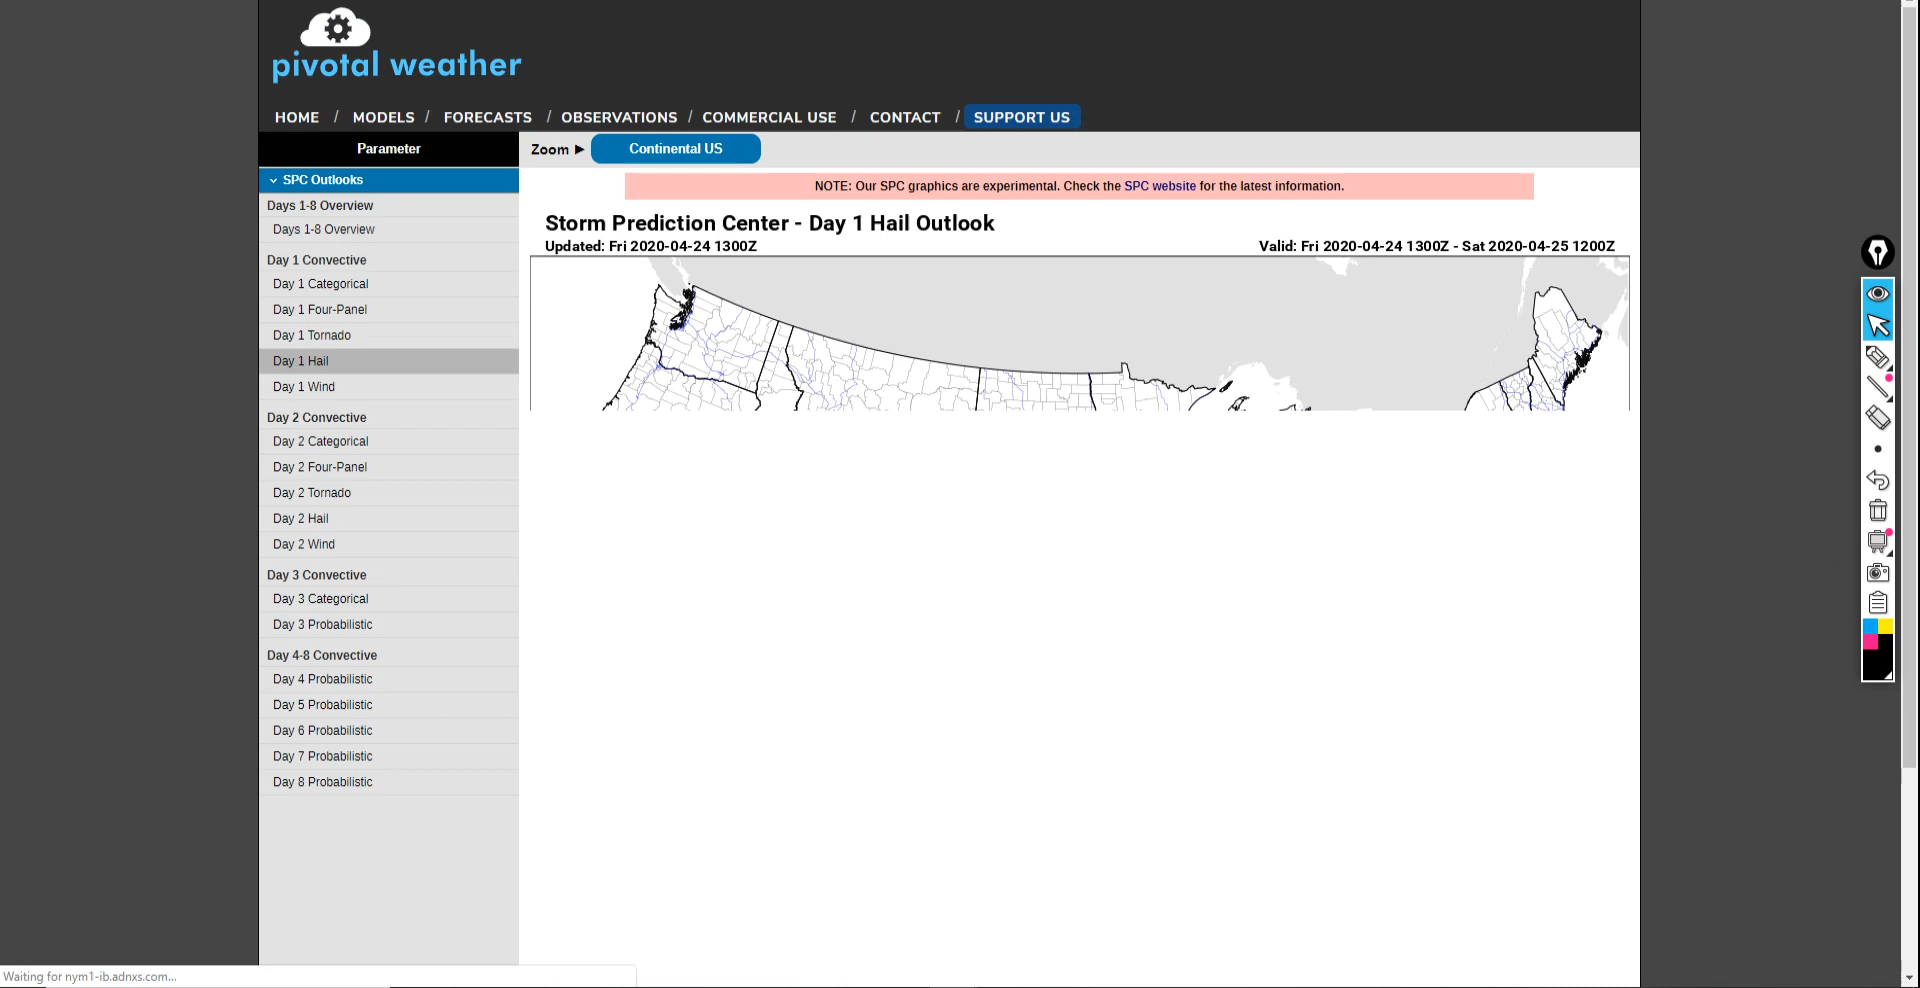 pivotal weather
HOME / MODELS / FORECASTS / OBSERVATIONS / COMMERCIAL USE / CONTACT / SUPPORT US
Parameter
Zoom ► Continental US
SPC Outlooks
NOTE: Our SPC graphics are experimental. Check the SPC website for the latest information.
Storm Prediction Center - Day 1 Hail Outlook
Updated: Fri 2020-04-24 1300Z
Valid: Fri 2020-04-24 1300Z - Sat 2020-04-25 1200Z
Days 1-8 Overview
Days 1-8 Overview
Day 1 Convective
Day 1 Categorical
Day 1 Four-Panel
Day 1 Tornado
Day 1 Hail
Day 1 Wind
Day 2 Convective
Day 2 Categorical
Day 2 Four-Panel
Day 2 Tornado
Day 2 Hail
Day 2 Wind
Day 3 Convective
Day 3 Categorical
Day 3 Probabilistic
Day 4-8 Convective
Day 4 Probabilistic
Day 5 Probabilistic
Day 6 Probabilistic
Day 7 Probabilistic
Day 8 Probabilistic
Waiting for nym1-ib.adnxs.com...